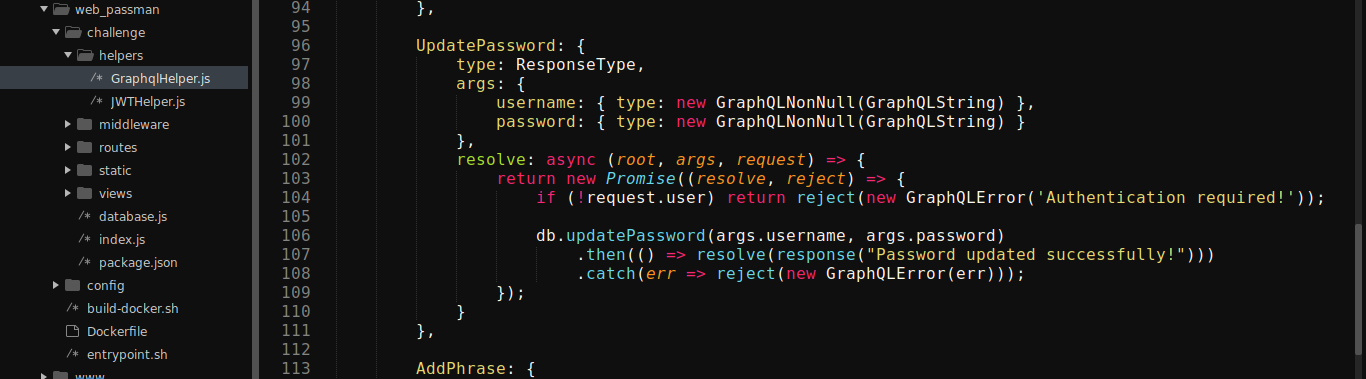 web_passman
challenge
helpers
/* GraphqlHelper.js
/* JWTHelper.js
middleware
routes
static
views
/* database.js
/* index.js
/* package.json
config
/* build-docker.sh
Dockerfile
/* entrypoint.sh
www
94 },
95
96 UpdatePassword: {
97 type: ResponseType,
98 args: {
99 username: { type: new GraphQLNonNull(GraphQLString) },
100 password: { type: new GraphQLNonNull(GraphQLString) }
101 },
102 resolve: async (root, args, request) => {
103 return new Promise((resolve, reject) => {
104 if (!request.user) return reject(new GraphQLError('Authentication required!'));
105
106 db.updatePassword(args.username, args.password)
107 .then(() => resolve(response("Password updated successfully!")))
108 .catch(err => reject(new GraphQLError(err)));
109 });
110 }
111 },
112
113 AddPhrase: {